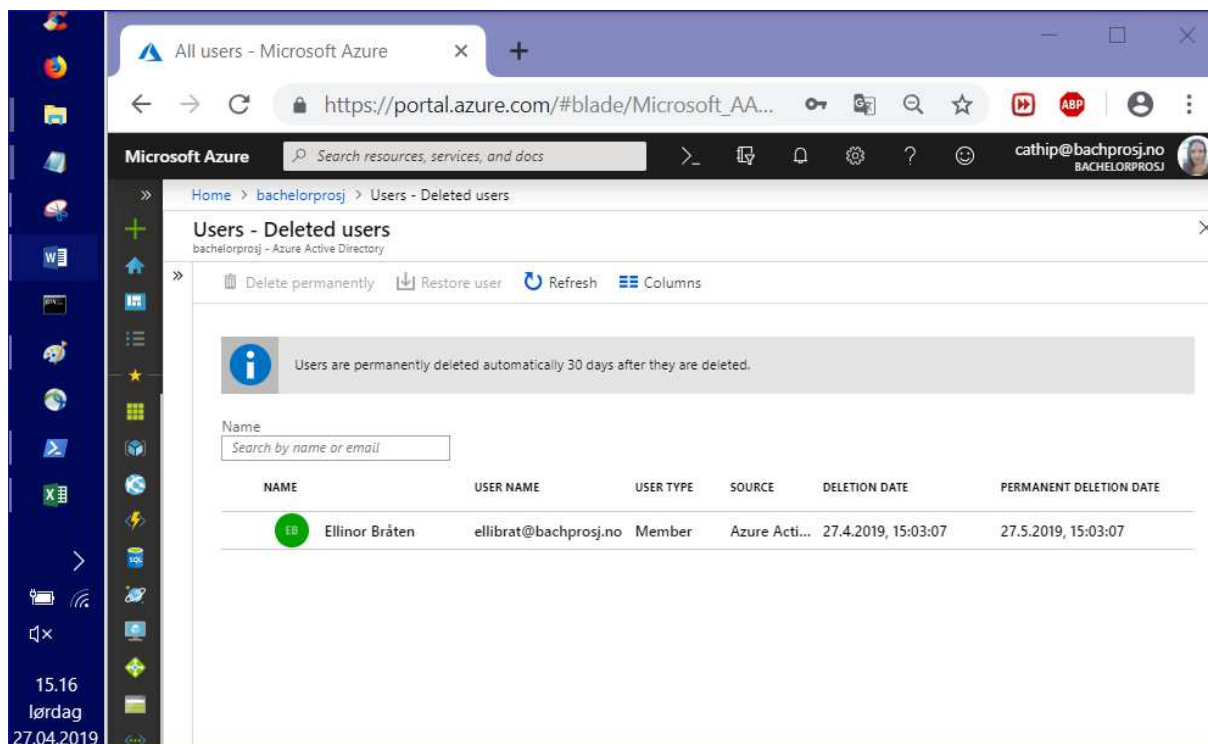 All users - Microsoft Azure
https://portal.azure.com/#blade/Microsoft_AA...
ABP
Microsoft Azure
Search resources, services, and docs
cathip@bachprosj.no
BACHELORPROSJ
Home > bachelorprosj > Users - Deleted users
Users - Deleted users
bachelorprosj - Azure Active Directory
Delete permanently Restore user Refresh Columns
Users are permanently deleted automatically 30 days after they are deleted.
Name
Search by name or email
NAME USER NAME USER TYPE SOURCE DELETION DATE PERMANENT DELETION DATE
EB Ellinor Bråten ellibrat@bachprosj.no Member Azure Acti... 27.4.2019, 15:03:07 27.5.2019, 15:03:07
15.16
lørdag
27.04.2019